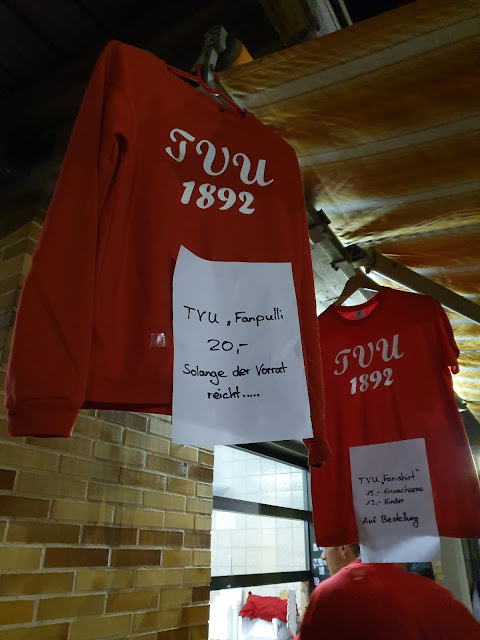 TVU
1892
TVU „Fanpulli
20,-
Solange der Vorrat
reicht.....
TVU
1892
TVU „Fanshirt"
15,- Erwachsene
12,- Kinder
Auf Bestellung